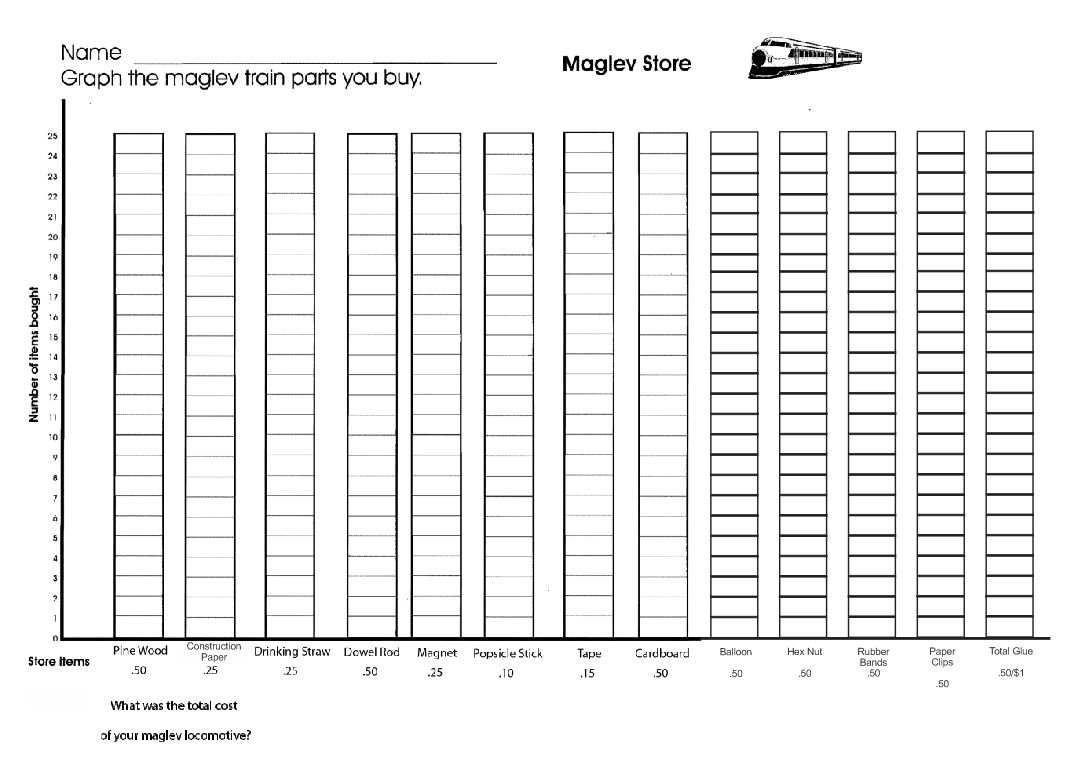 Name
Maglev Store
Graph the maglev train parts you buy.
Number of items bought
25
24
23
22
21
20
19
18
17
16
15
14
13
12
11
10
9
8
7
6
5
4
3
2
1
0
Store items
Pine Wood
.50
Construction
Paper
.25
Drinking Straw
.25
Dowel Rod
.50
Magnet
.25
Popsicle Stick
.10
Tape
.15
Cardboard
.50
Balloon
.50
Hex Nut
.50
Rubber
Bands
.50
Paper
Clips
.50
Total Glue
.50/$1
What was the total cost
of your maglev locomotive?